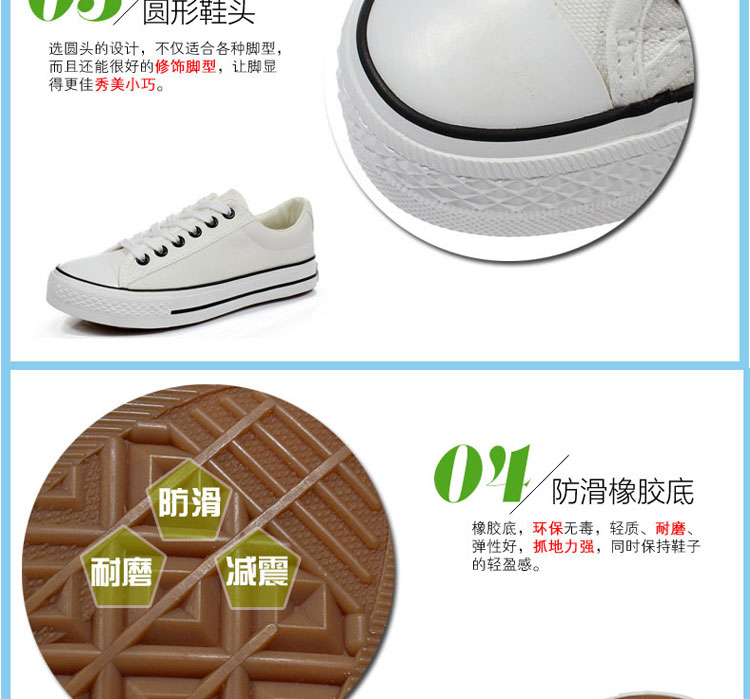 03 圆形鞋头
选圆头的设计，不仅适合各种脚型，
而且还能很好的修饰脚型，让脚显
得更佳秀美小巧。
防滑
耐磨 减震
04 防滑橡胶底
橡胶底，环保无毒，轻质、耐磨、
弹性好，抓地力强，同时保持鞋子
的轻盈感。